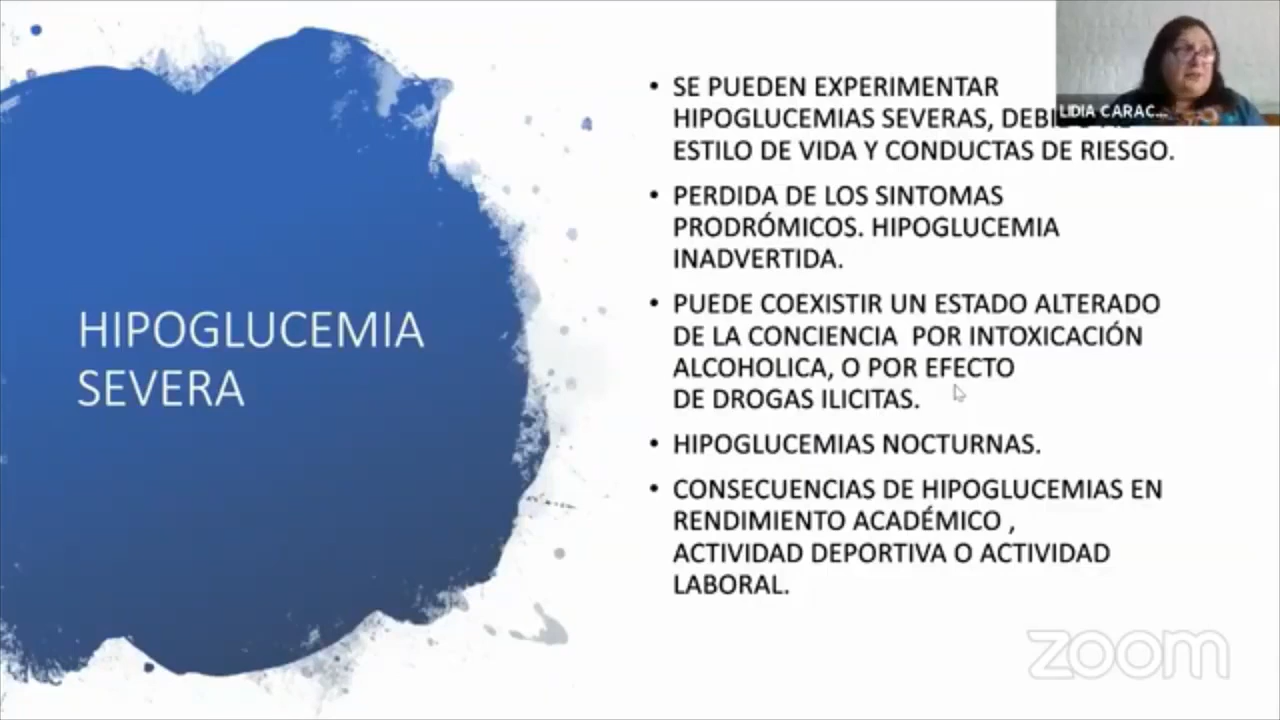 HIPOGLUCEMIA
SEVERA
• SE PUEDEN EXPERIMENTAR
HIPOGLUCEMIAS SEVERAS,
ESTILO DE VIDA Y CONDUCTAS DE RIESGO.
• PERDIDA DE LOS SINTOMAS
PRODRÓMICOS. HIPOGLUCEMIA
INADVERTIDA.
• PUEDE COEXISTIR UN ESTADO ALTERADO
DE LA CONCIENCIA POR INTOXICACIÓN
ALCOHOLICA, O POR EFECTO
DE DROGAS ILICITAS.
• HIPOGLUCEMIAS NOCTURNAS.
• CONSECUENCIAS DE HIPOGLUCEMIAS EN
RENDIMIENTO ACADÉMICO ,
ACTIVIDAD DEPORTIVA O ACTIVIDAD
LABORAL.
LIDIA CARAC...
zoom